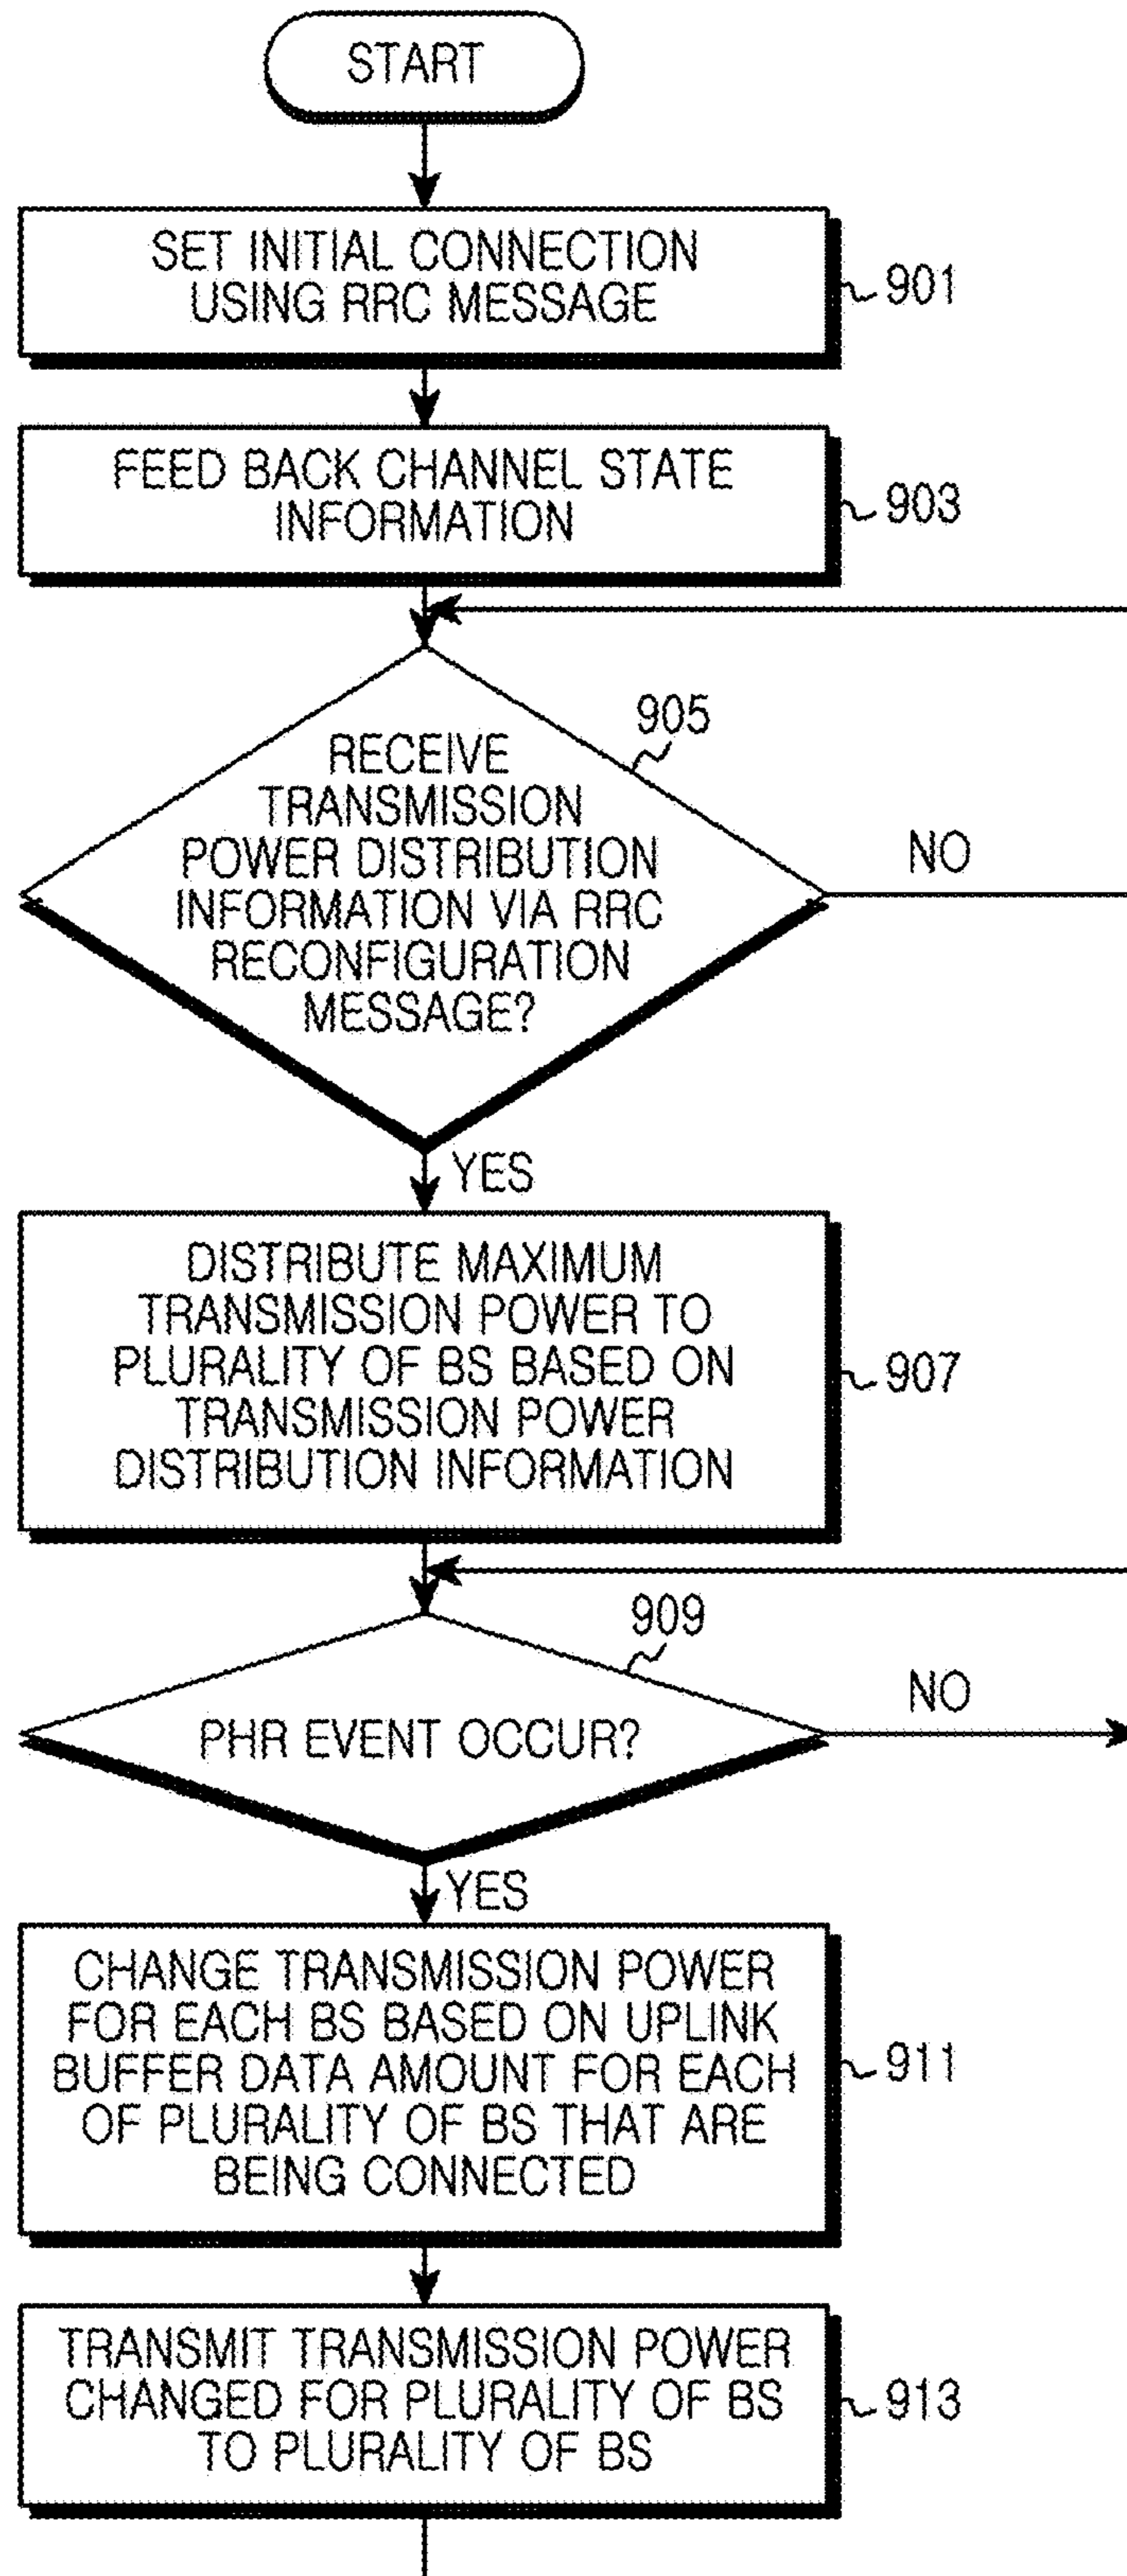 START
SET INITIAL CONNECTION
USING RRC MESSAGE
901
FEED BACK CHANNEL STATE
INFORMATION
903
905
RECEIVE
TRANSMISSION
POWER DISTRIBUTION
INFORMATION VIA RRC
RECONFIGURATION
MESSAGE?
NO
YES
DISTRIBUTE MAXIMUM
TRANSMISSION POWER TO
PLURALITY OF BS BASED ON
TRANSMISSION POWER
DISTRIBUTION INFORMATION
907
909
PHR EVENT OCCUR?
NO
YES
CHANGE TRANSMISSION POWER
FOR EACH BS BASED ON UPLINK
BUFFER DATA AMOUNT FOR EACH
OF PLURALITY OF BS THAT ARE
BEING CONNECTED
911
TRANSMIT TRANSMISSION POWER
CHANGED FOR PLURALITY OF BS
TO PLURALITY OF BS
913